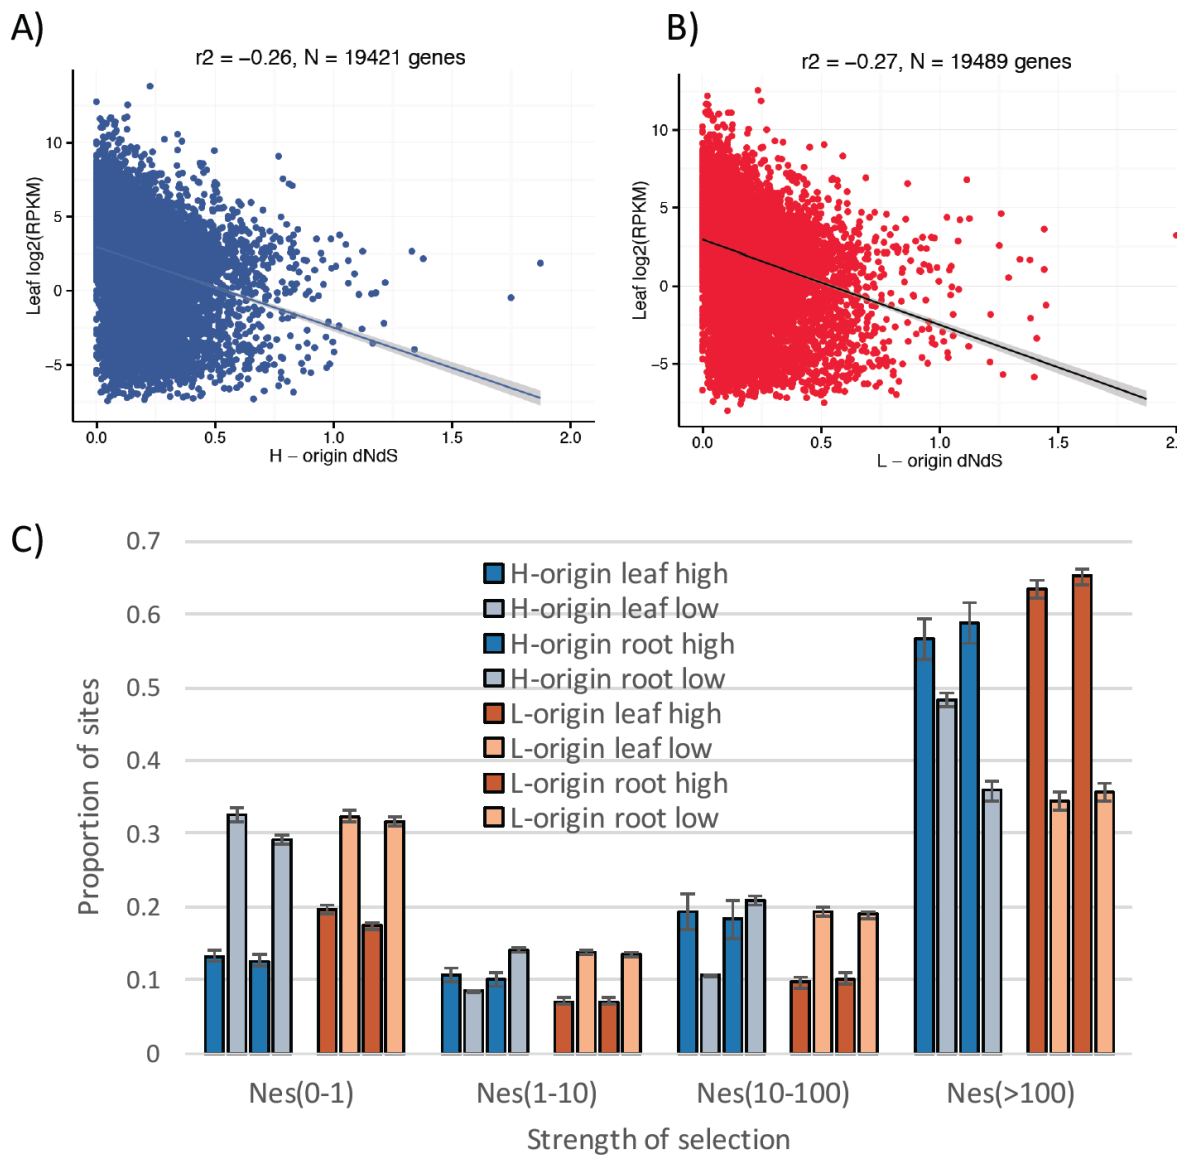 A)
r2 = −0.26, N = 19421 genes
Leaf log2(RPKM)
10
5
0
−5
0.0 0.5 1.0 1.5 2.0
H − origin dNdS
B)
r2 = −0.27, N = 19489 genes
Leaf log2(RPKM)
10
5
0
−5
0.0 0.5 1.0 1.5 2.
L − origin dNdS
C)
Proportion of sites
0.7
0.6
0.5
0.4
0.3
0.2
0.1
0
H-origin leaf high
H-origin leaf low
H-origin root high
H-origin root low
L-origin leaf high
L-origin leaf low
L-origin root high
L-origin root low
Nes(0-1) Nes(1-10) Nes(10-100) Nes(>100)
Strength of selection